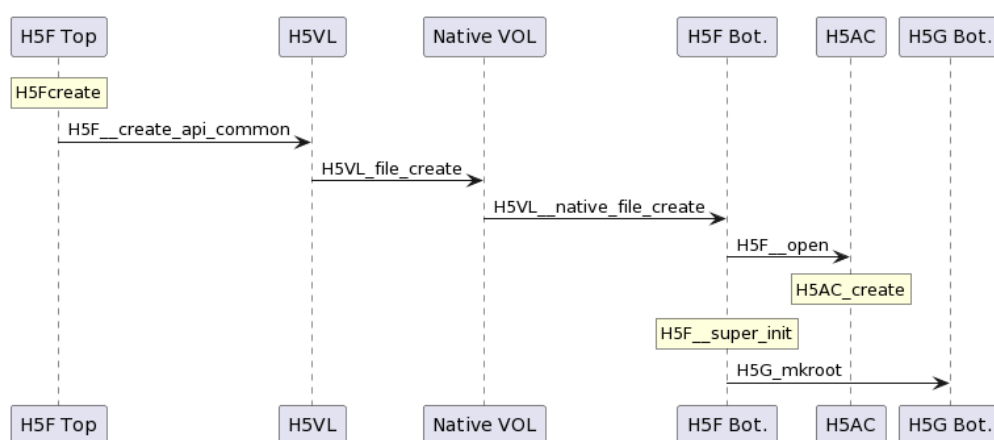 H5F Top H5VL Native VOL H5F Bot. H5AC H5G Bot.
H5Fcreate
H5F__create_api_common
H5VL_file_create
H5VL__native_file_create
H5F__open
H5AC_create
H5F__super_init
H5G_mkroot
H5F Top H5VL Native VOL H5F Bot. H5AC H5G Bot.